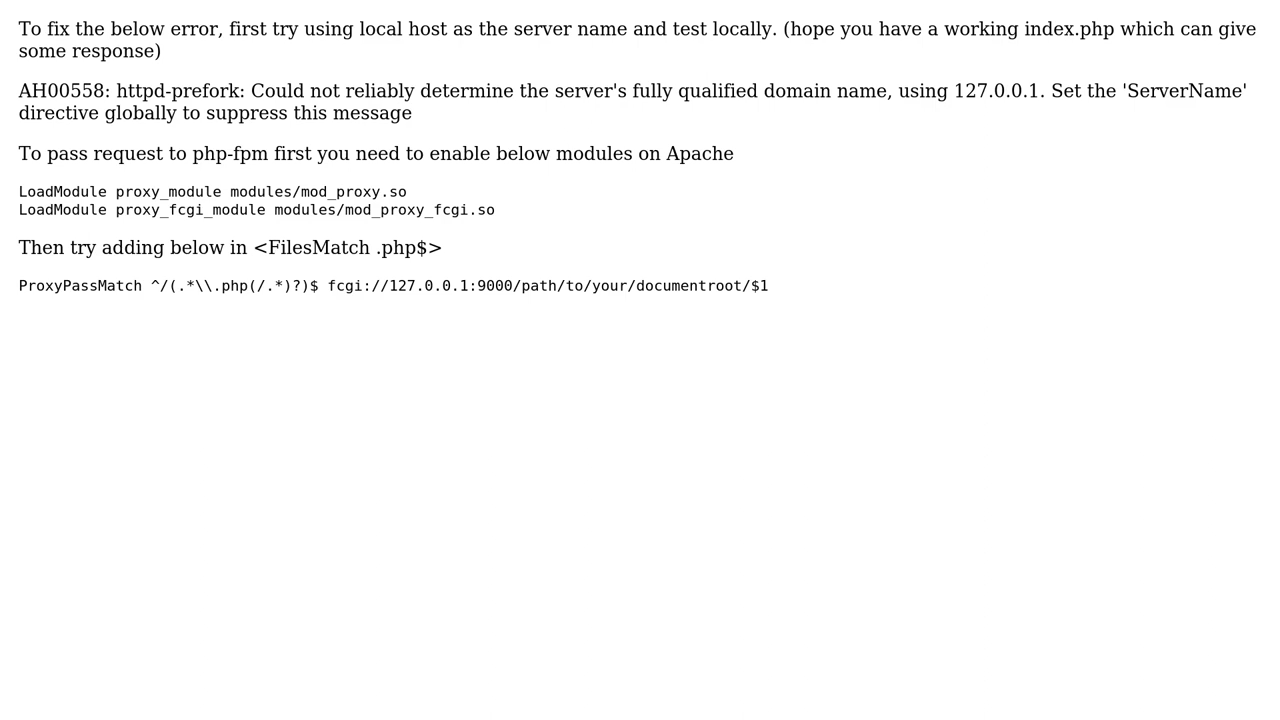 To fix the below error, first try using local host as the server name and test locally. (hope you have a working index.php which can give
some response)
AH00558: httpd-prefork: Could not reliably determine the server's fully qualified domain name, using 127.0.0.1. Set the 'ServerName'
directive globally to suppress this message
To pass request to php-fpm first you need to enable below modules on Apache
LoadModule proxy_module modules/mod_proxy.so
LoadModule proxy_fcgi_module modules/mod_proxy_fcgi.so
Then try adding below in <FilesMatch .php$>
ProxyPassMatch ^/(.*\\.php(/.*)?)$ fcgi://127.0.0.1:9000/path/to/your/documentroot/$1